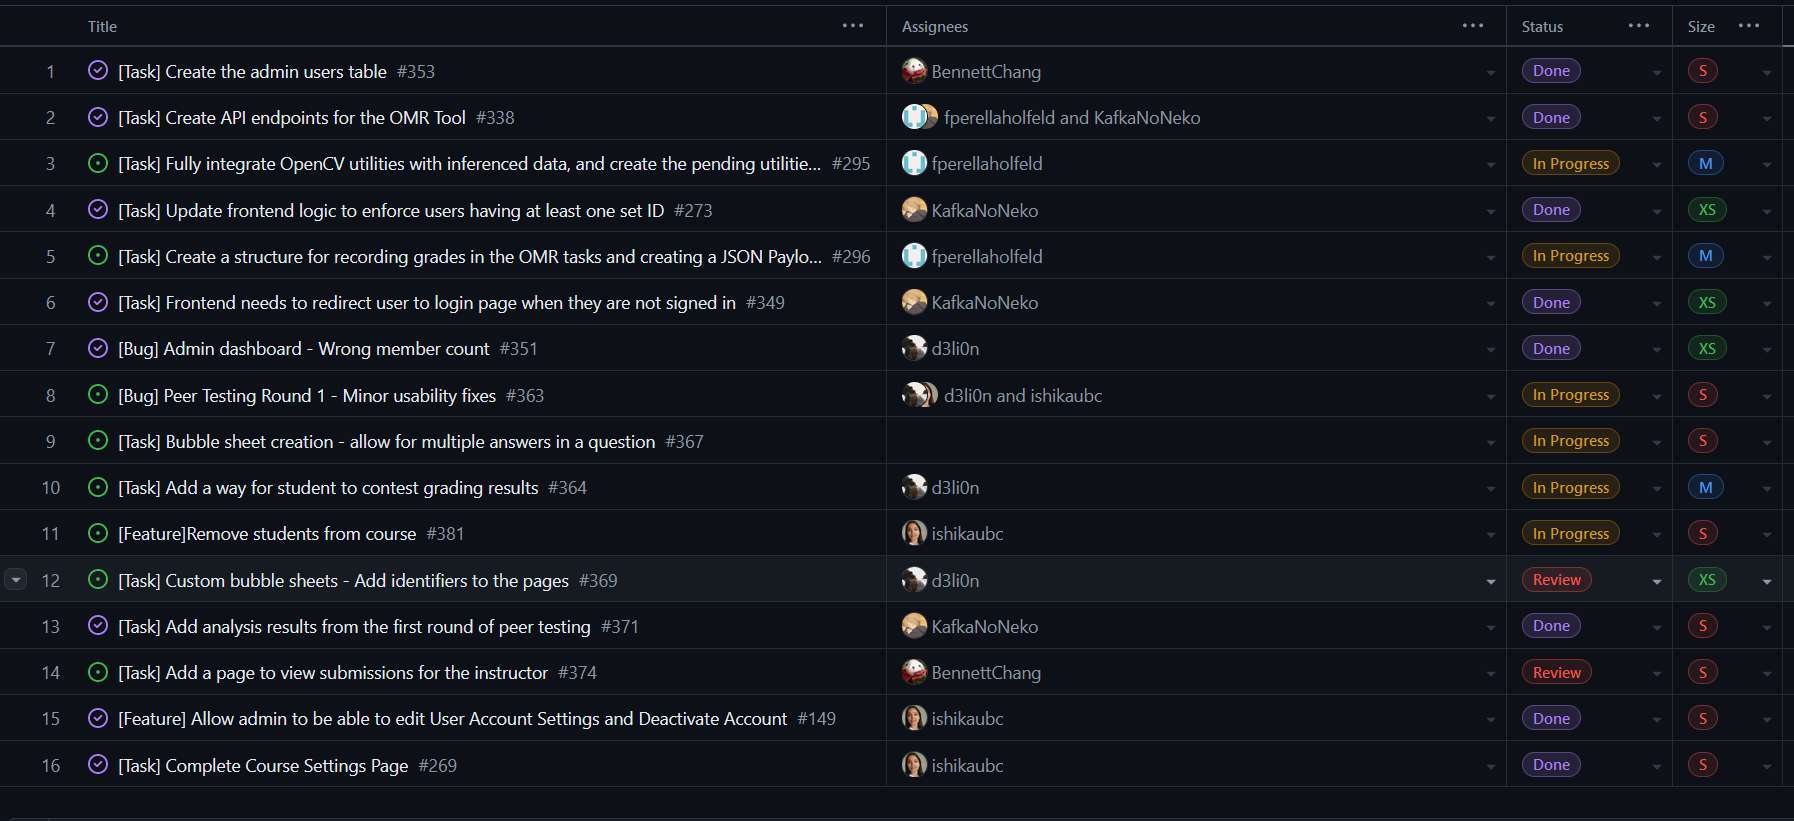 Title ... Assignees ... Status ... Size ...
1 [Task] Create the admin users table #353 BennettChang Done S
2 [Task] Create API endpoints for the OMR Tool #338 fperellaholfeld and KafkaNoNeko Done S
3 [Task] Fully integrate OpenCV utilities with inferenced data, and create the pending utilitie... #295 fperellaholfeld In Progress M
4 [Task] Update frontend logic to enforce users having at least one set ID #273 KafkaNoNeko Done XS
5 [Task] Create a structure for recording grades in the OMR tasks and creating a JSON Paylo... #296 fperellaholfeld In Progress M
6 [Task] Frontend needs to redirect user to login page when they are not signed in #349 KafkaNoNeko Done XS
7 [Bug] Admin dashboard - Wrong member count #351 d3li0n Done XS
8 [Bug] Peer Testing Round 1 - Minor usability fixes #363 d3li0n and ishikaubc In Progress S
9 [Task] Bubble sheet creation - allow for multiple answers in a question #367 In Progress S
10 [Task] Add a way for student to contest grading results #364 d3li0n In Progress M
11 [Feature]Remove students from course #381 ishikaubc In Progress S
12 [Task] Custom bubble sheets - Add identifiers to the pages #369 d3li0n Review XS
13 [Task] Add analysis results from the first round of peer testing #371 KafkaNoNeko Done S
14 [Task] Add a page to view submissions for the instructor #374 BennettChang Review S
15 [Feature] Allow admin to be able to edit User Account Settings and Deactivate Account #149 ishikaubc Done S
16 [Task] Complete Course Settings Page #269 ishikaubc Done S